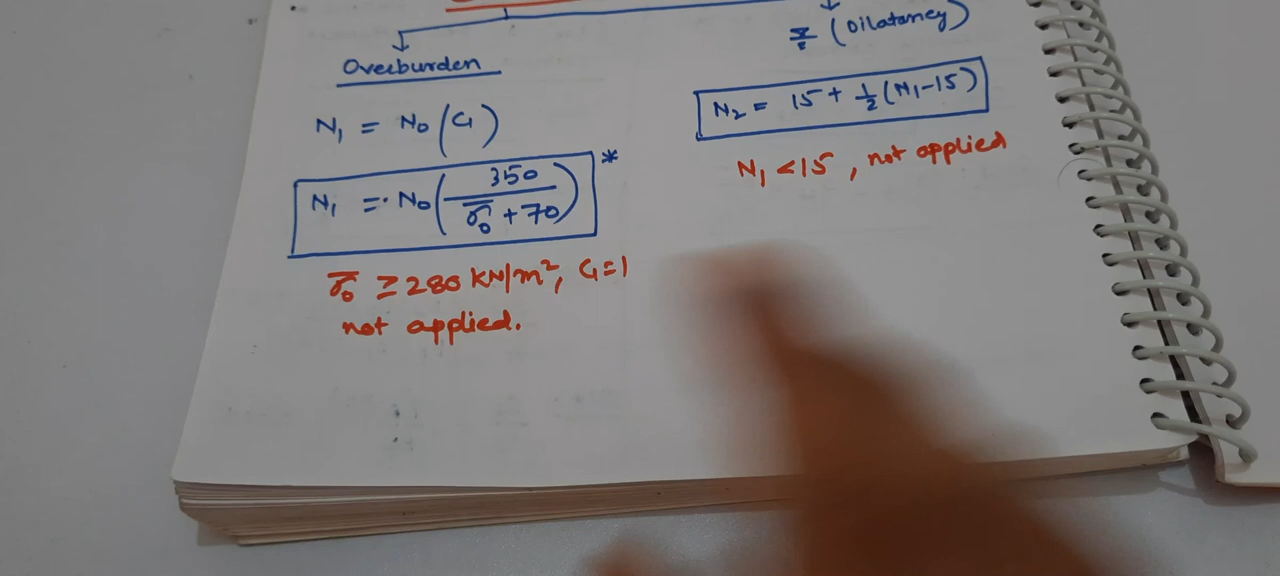 Overburden
N₁ = N₀ (C₁)
N₁ = N₀ (350 / (σ̄₀ + 70)) *
σ̄₀ ≥ 280 KN/m², C₁=1
not applied.
(Dilatancy)
N₂ = 15 + ½ (N₁-15)
N₁ < 15, not applied